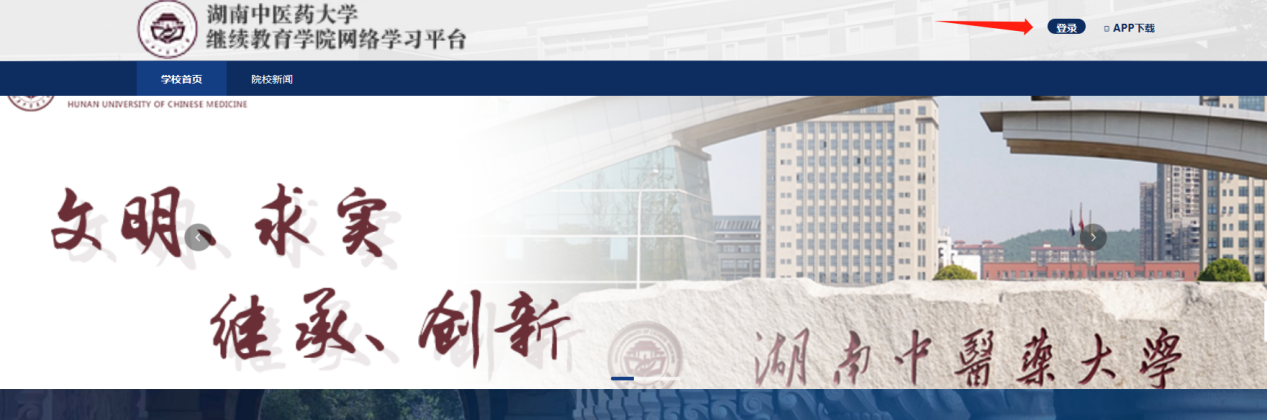 湖南中医药大学
继续教育学院网络学习平台
登录
APP下载
学校首页
院校新闻
HUNAN UNIVERSITY OF CHINESE MEDICINE
文明、求实
继承、创新
湖南中醫藥大學